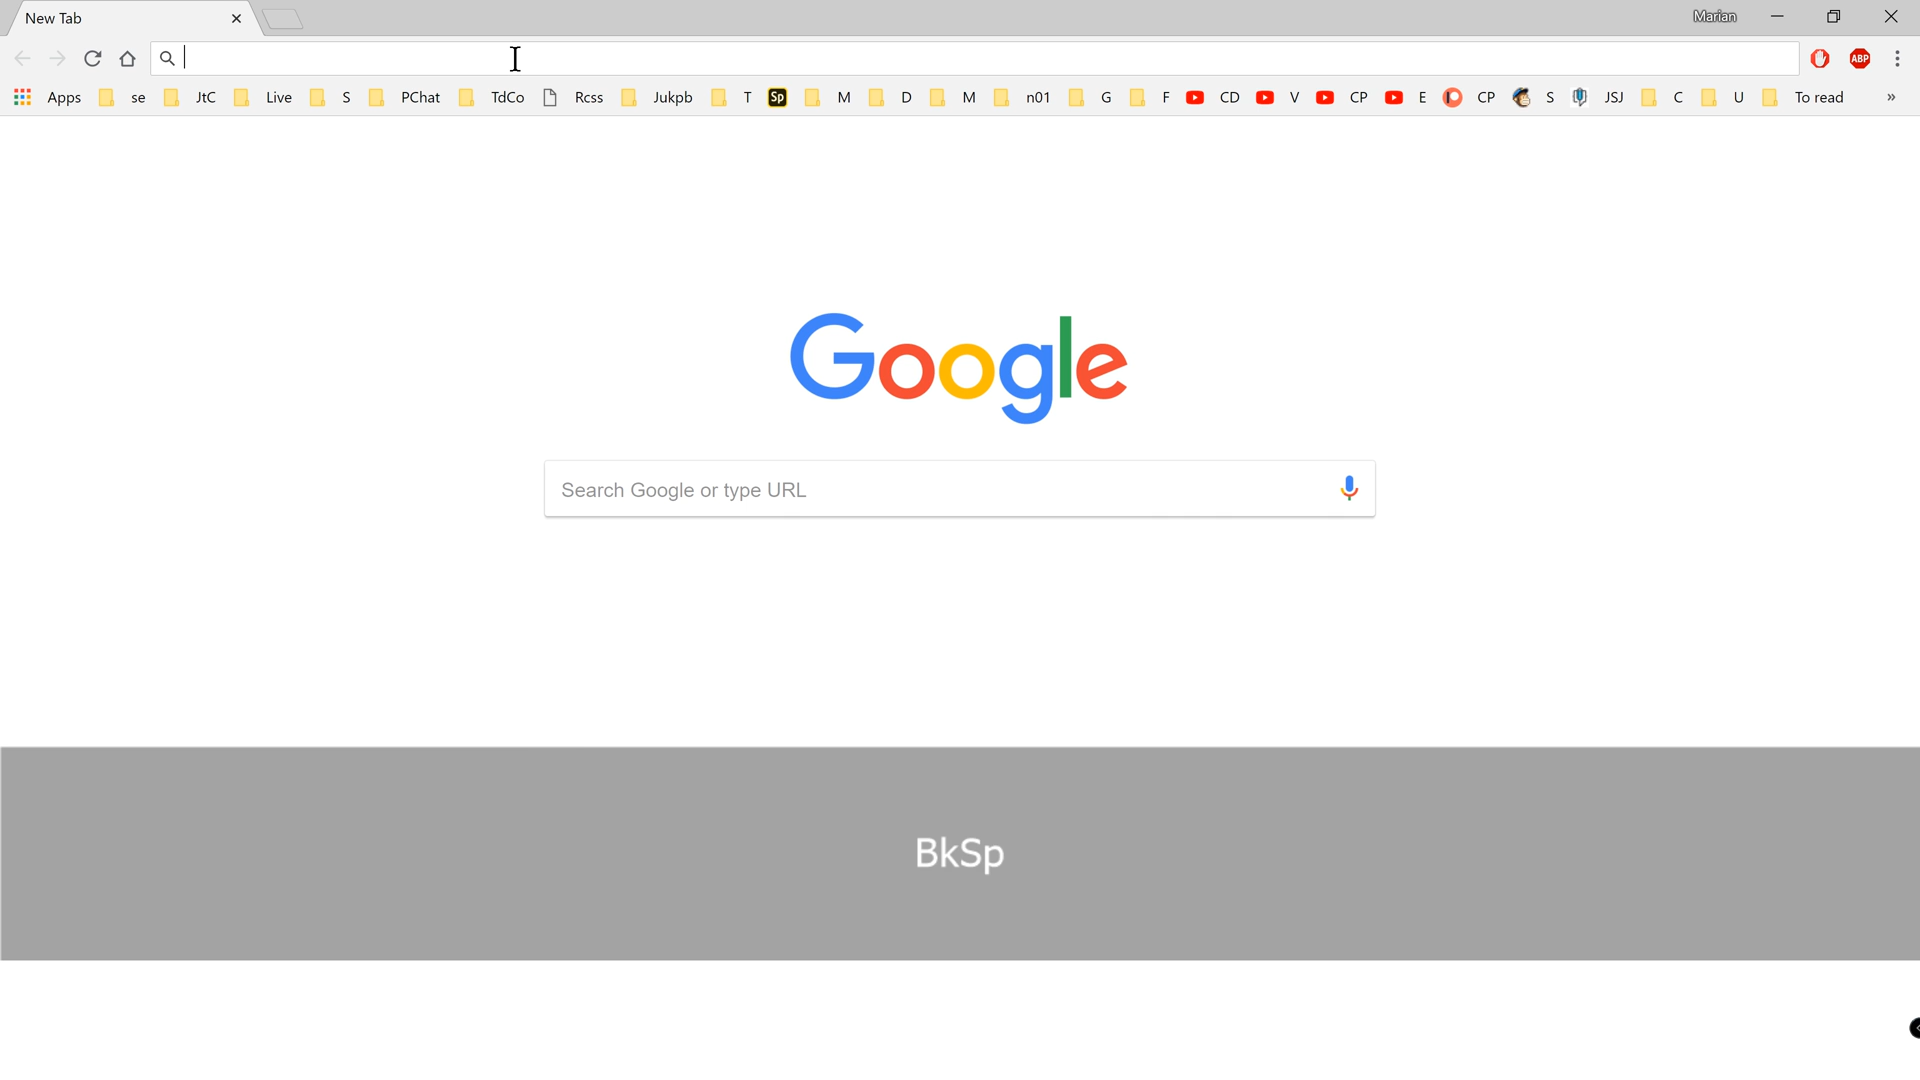 New Tab
Marian
Apps se JtC Live S PChat TdCo Rcss Jukpb T Sp M D M n01 G F CD V CP E CP S JSJ C U To read »
ABP
Google
Search Google or type URL
BkSp